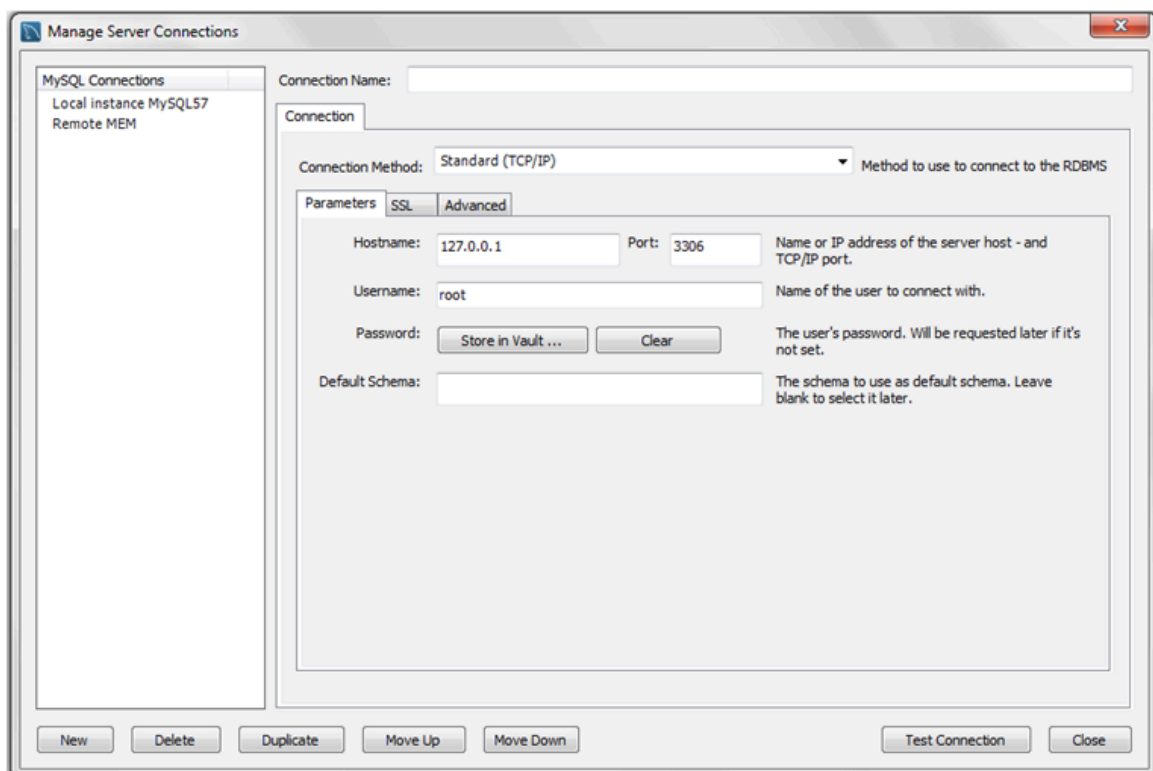 Manage Server Connections
MySQL Connections
Local instance MySQL57
Remote MEM
Connection Name:
Connection
Connection Method: Standard (TCP/IP) Method to use to connect to the RDBMS
Parameters SSL Advanced
Hostname: 127.0.0.1 Port: 3306 Name or IP address of the server host - and
TCP/IP port.
Username: root Name of the user to connect with.
Password: Store in Vault ... Clear The user's password. Will be requested later if it's
not set.
Default Schema: The schema to use as default schema. Leave
blank to select it later.
New Delete Duplicate Move Up Move Down Test Connection Close